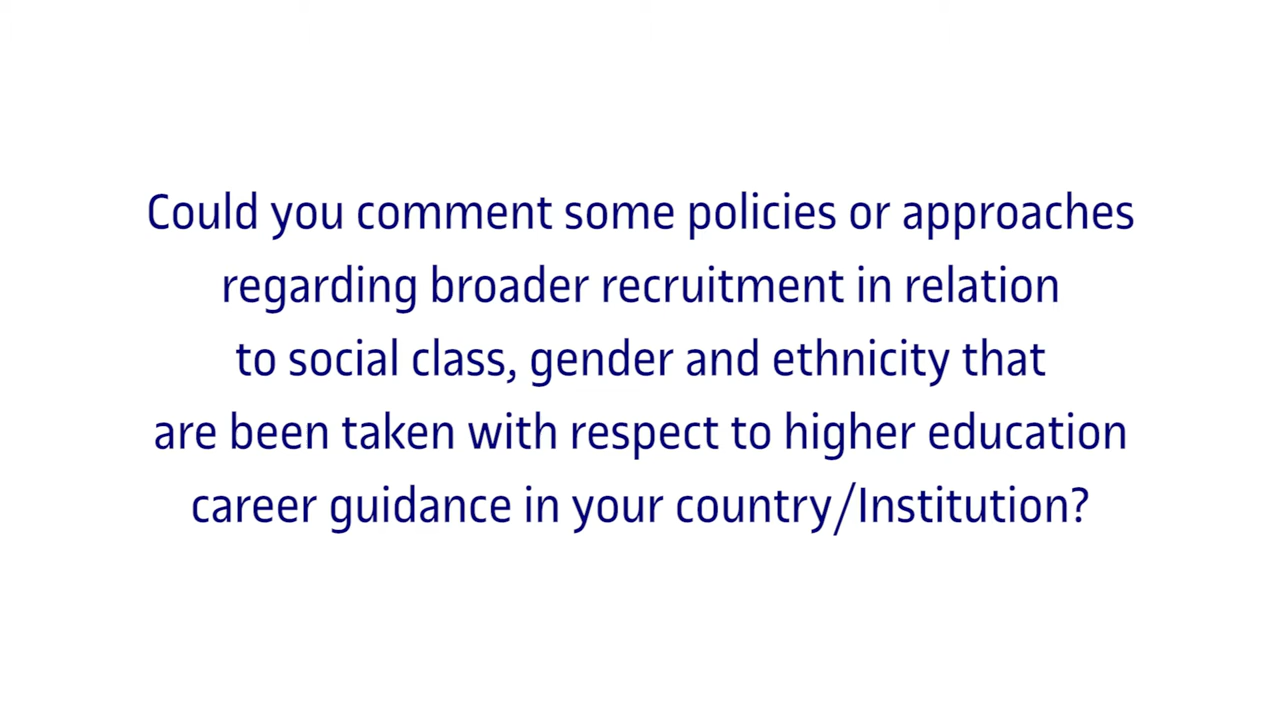 Could you comment some policies or approaches
regarding broader recruitment in relation
to social class, gender and ethnicity that
are been taken with respect to higher education
career guidance in your country/Institution?